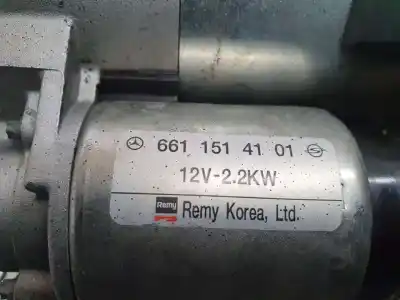 661 151 41 01
12V-2.2KW
Remy Remy Korea, Ltd.